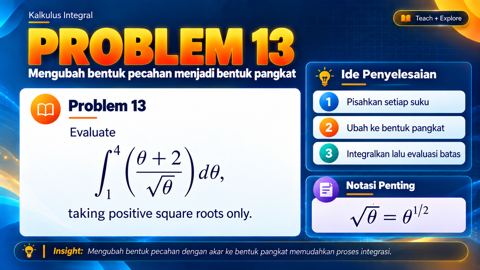 Kalkulus Integral
Teach + Explore
PROBLEM 13
Mengubah bentuk pecahan menjadi bentuk pangkat
Problem 13
Evaluate
∫₁⁴ ((θ + 2)/√θ) dθ,
taking positive square roots only.
Ide Penyelesaian
1 Pisahkan setiap suku
2 Ubah ke bentuk pangkat
3 Integralkan lalu evaluasi batas
Notasi Penting
√θ = θ^{1/2}
Insight: Mengubah bentuk pecahan dengan akar ke bentuk pangkat memudahkan proses integrasi.